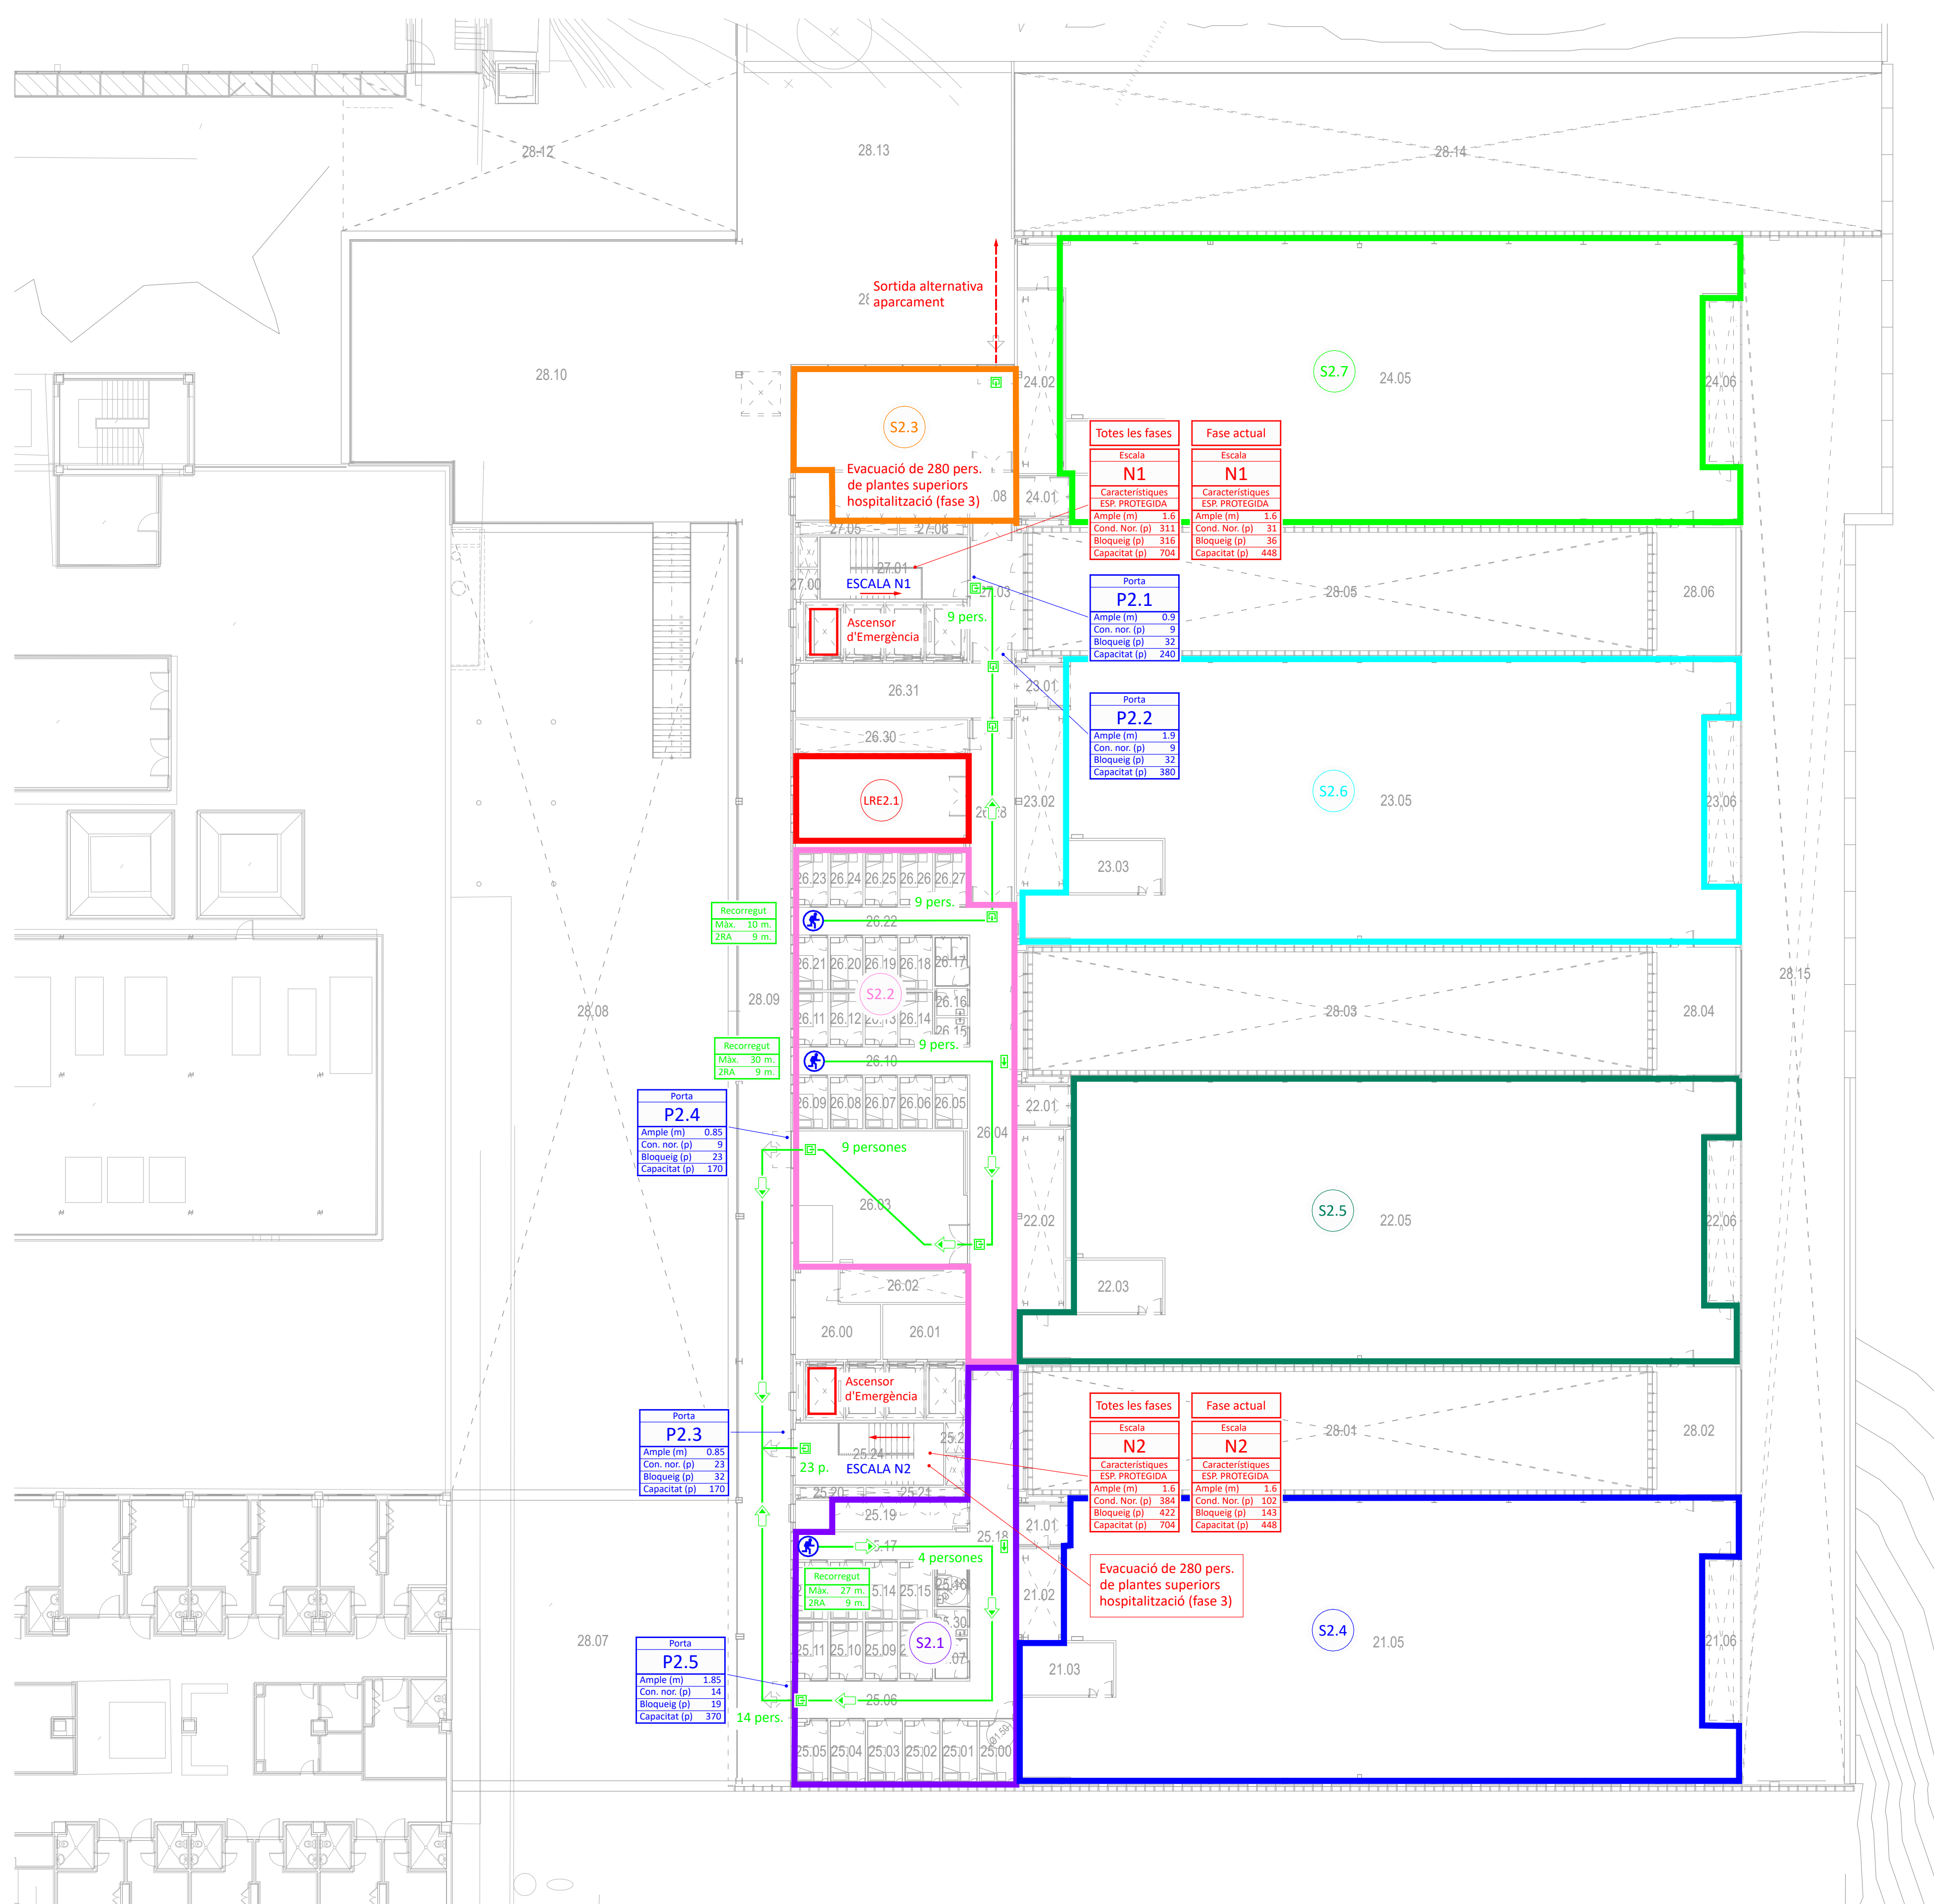 28.12
28.13
28.14
Sortida alternativa
aparcament
28.10
S2.7
24.05
24.02
24.06
S2.3
Totes les fases
Fase actual
Escala
N1
Característiques
ESP. PROTEGIDA
Ample (m) 1.6
Cond. Nor. (p) 311
Bloqueig (p) 316
Capacitat (p) 704
Escala
N1
Característiques
ESP. PROTEGIDA
Ample (m) 1.6
Cond. Nor. (p) 31
Bloqueig (p) 36
Capacitat (p) 448
Evacuació de 280 pers.
de plantes superiors
hospitalització (fase 3)
.08
24.01
27.05
27.08
27.01
27.00
ESCALA N1
27.03
28.05
28.06
Porta
P2.1
Ample (m) 0.9
Con. nor. (p) 9
Bloqueig (p) 32
Capacitat (p) 240
9 pers.
Ascensor
d'Emergència
26.31
23.01
Porta
P2.2
Ample (m) 1.9
Con. nor. (p) 9
Bloqueig (p) 32
Capacitat (p) 380
26.30
LRE2.1
23.02
S2.6
23.05
23.06
23.03
26.23
26.24
26.25
26.26
26.27
9 pers.
26.22
Recorregut
Màx. 10 m.
2RA 9 m.
26.21
26.20
26.19
26.18
26.17
S2.2
26.16
26.11
26.12
26.13
26.14
26.15
28.08
28.09
28.03
28.04
28.15
9 pers.
26.10
Recorregut
Màx. 30 m.
2RA 9 m.
26.09
26.08
26.07
26.06
26.05
22.01
Porta
P2.4
Ample (m) 0.85
Con. nor. (p) 9
Bloqueig (p) 23
Capacitat (p) 170
26.04
9 persones
26.03
22.02
S2.5
22.05
22.06
22.03
26.02
26.00
26.01
Ascensor
d'Emergència
Porta
P2.3
Ample (m) 0.85
Con. nor. (p) 23
Bloqueig (p) 32
Capacitat (p) 170
25.24
23 p.
ESCALA N2
Totes les fases
Fase actual
Escala
N2
Característiques
ESP. PROTEGIDA
Ample (m) 1.6
Cond. Nor. (p) 384
Bloqueig (p) 422
Capacitat (p) 704
Escala
N2
Característiques
ESP. PROTEGIDA
Ample (m) 1.6
Cond. Nor. (p) 102
Bloqueig (p) 143
Capacitat (p) 448
28.01
28.02
25.20
25.21
25.19
25.18
21.01
4 persones
Evacuació de 280 pers.
de plantes superiors
hospitalització (fase 3)
Recorregut
Màx. 27 m.
2RA 9 m.
5.14
25.15
25.16
21.02
28.07
25.11
25.10
25.09
S2.1
S2.4
21.05
21.06
21.03
Porta
P2.5
Ample (m) 1.85
Con. nor. (p) 14
Bloqueig (p) 19
Capacitat (p) 370
25.06
14 pers.
25.05
25.04
25.03
25.02
25.01
25.00